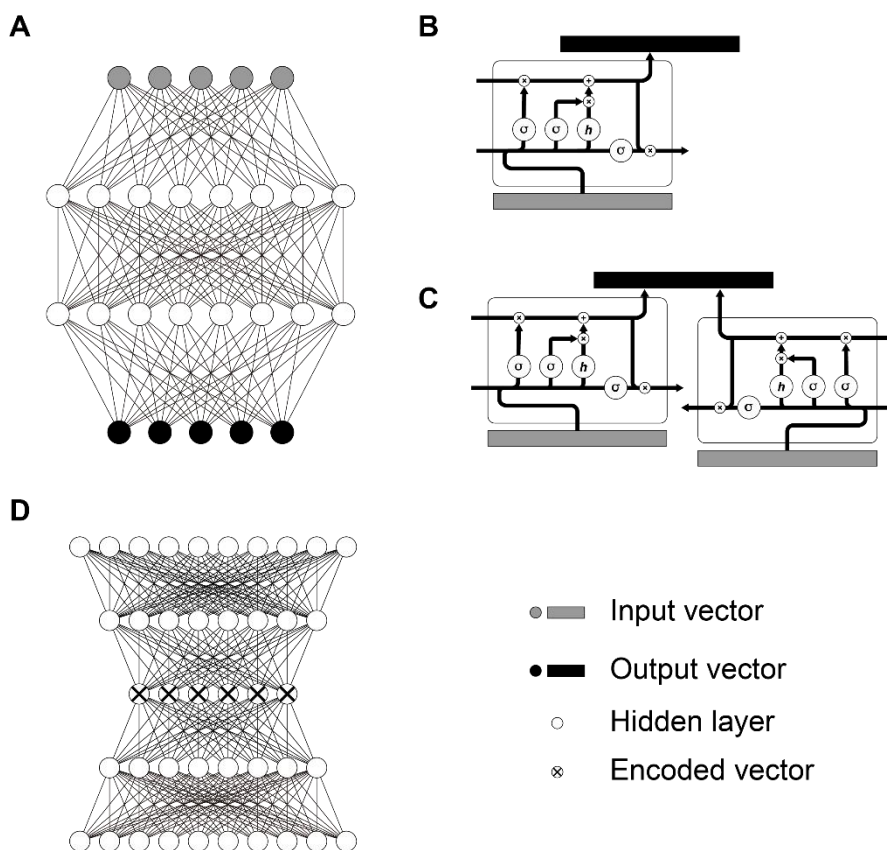 A
B
× +
×
σ σ h
σ ×
C
× +
×
σ σ h
σ ×
+ ×
×
h σ σ
× σ
D
Input vector
Output vector
Hidden layer
Encoded vector